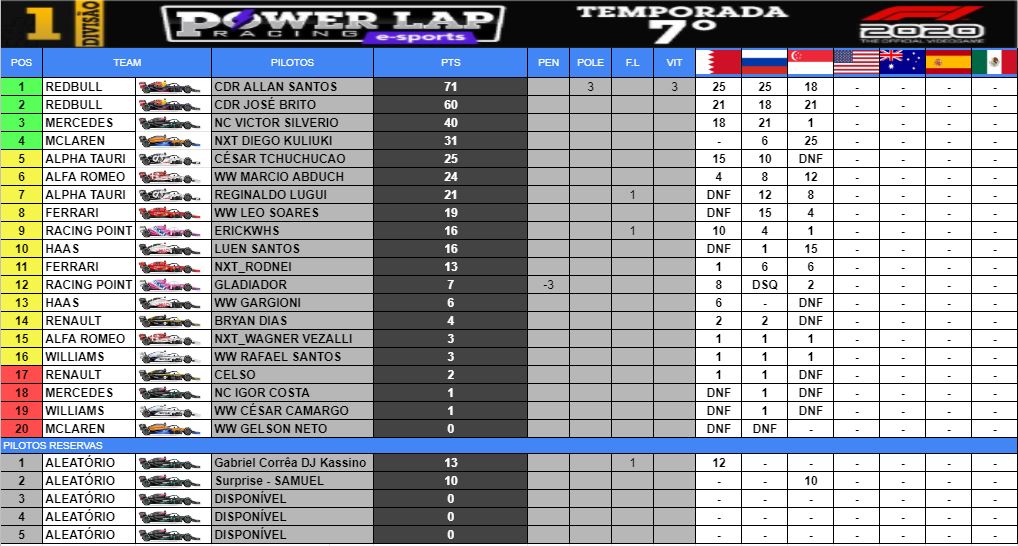 1 DIVISÃO POWER LAP RACING e-sports TEMPORADA 7º F1 2020 THE OFFICIAL VIDEOGAME
POS TEAM PILOTOS PTS PEN POLE F.L VIT
1 REDBULL CDR ALLAN SANTOS 71 3 3 25 25 18 - - - -
2 REDBULL CDR JOSÉ BRITO 60 21 18 21 - - - -
3 MERCEDES NC VICTOR SILVERIO 40 18 21 1 - - - -
4 MCLAREN NXT DIEGO KULIUKI 31 - 6 25 - - - -
5 ALPHA TAURI CÉSAR TCHUCHUCAO 25 15 10 DNF - - - -
6 ALFA ROMEO WW MARCIO ABDUCH 24 4 8 12 - - - -
7 ALPHA TAURI REGINALDO LUGUI 21 1 DNF 12 8 - - - -
8 FERRARI WW LEO SOARES 19 DNF 15 4 - - - -
9 RACING POINT ERICKWHS 16 1 10 4 1 - - - -
10 HAAS LUEN SANTOS 16 DNF 1 15 - - - -
11 FERRARI NXT_RODNEI 13 1 6 6 - - - -
12 RACING POINT GLADIADOR 7 -3 8 DSQ 2 - - - -
13 HAAS WW GARGIONI 6 6 - DNF - - - -
14 RENAULT BRYAN DIAS 4 2 2 DNF - - - -
15 ALFA ROMEO NXT_WAGNER VEZALLI 3 1 1 1 - - - -
16 WILLIAMS WW RAFAEL SANTOS 3 1 1 1 - - - -
17 RENAULT CELSO 2 1 1 DNF - - - -
18 MERCEDES NC IGOR COSTA 1 DNF 1 DNF - - - -
19 WILLIAMS WW CÉSAR CAMARGO 1 DNF 1 DNF - - - -
20 MCLAREN WW GELSON NETO 0 DNF DNF - - - - -
PILOTOS RESERVAS
1 ALEATÓRIO Gabriel Corrêa DJ Kassino 13 1 12 - - - - - -
2 ALEATÓRIO Surprise - SAMUEL 10 - - 10 - - - -
3 ALEATÓRIO DISPONÍVEL 0 - - - - - - -
4 ALEATÓRIO DISPONÍVEL 0 - - - - - - -
5 ALEATÓRIO DISPONÍVEL 0 - - - - - - -